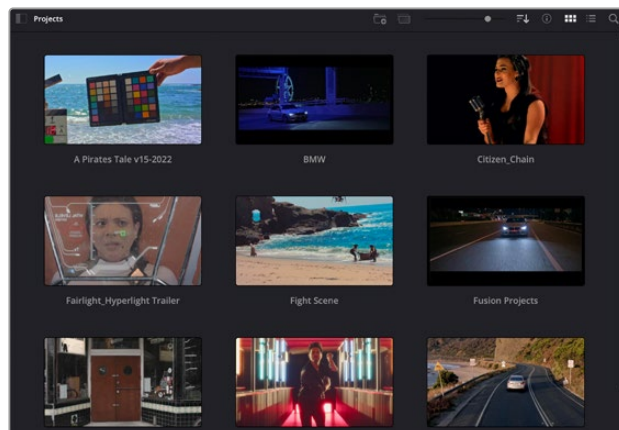 Projects
A Pirates Tale v15-2022
BMW
Citizen_Chain
Fairlight_Hyperlight Trailer
Fight Scene
Fusion Projects